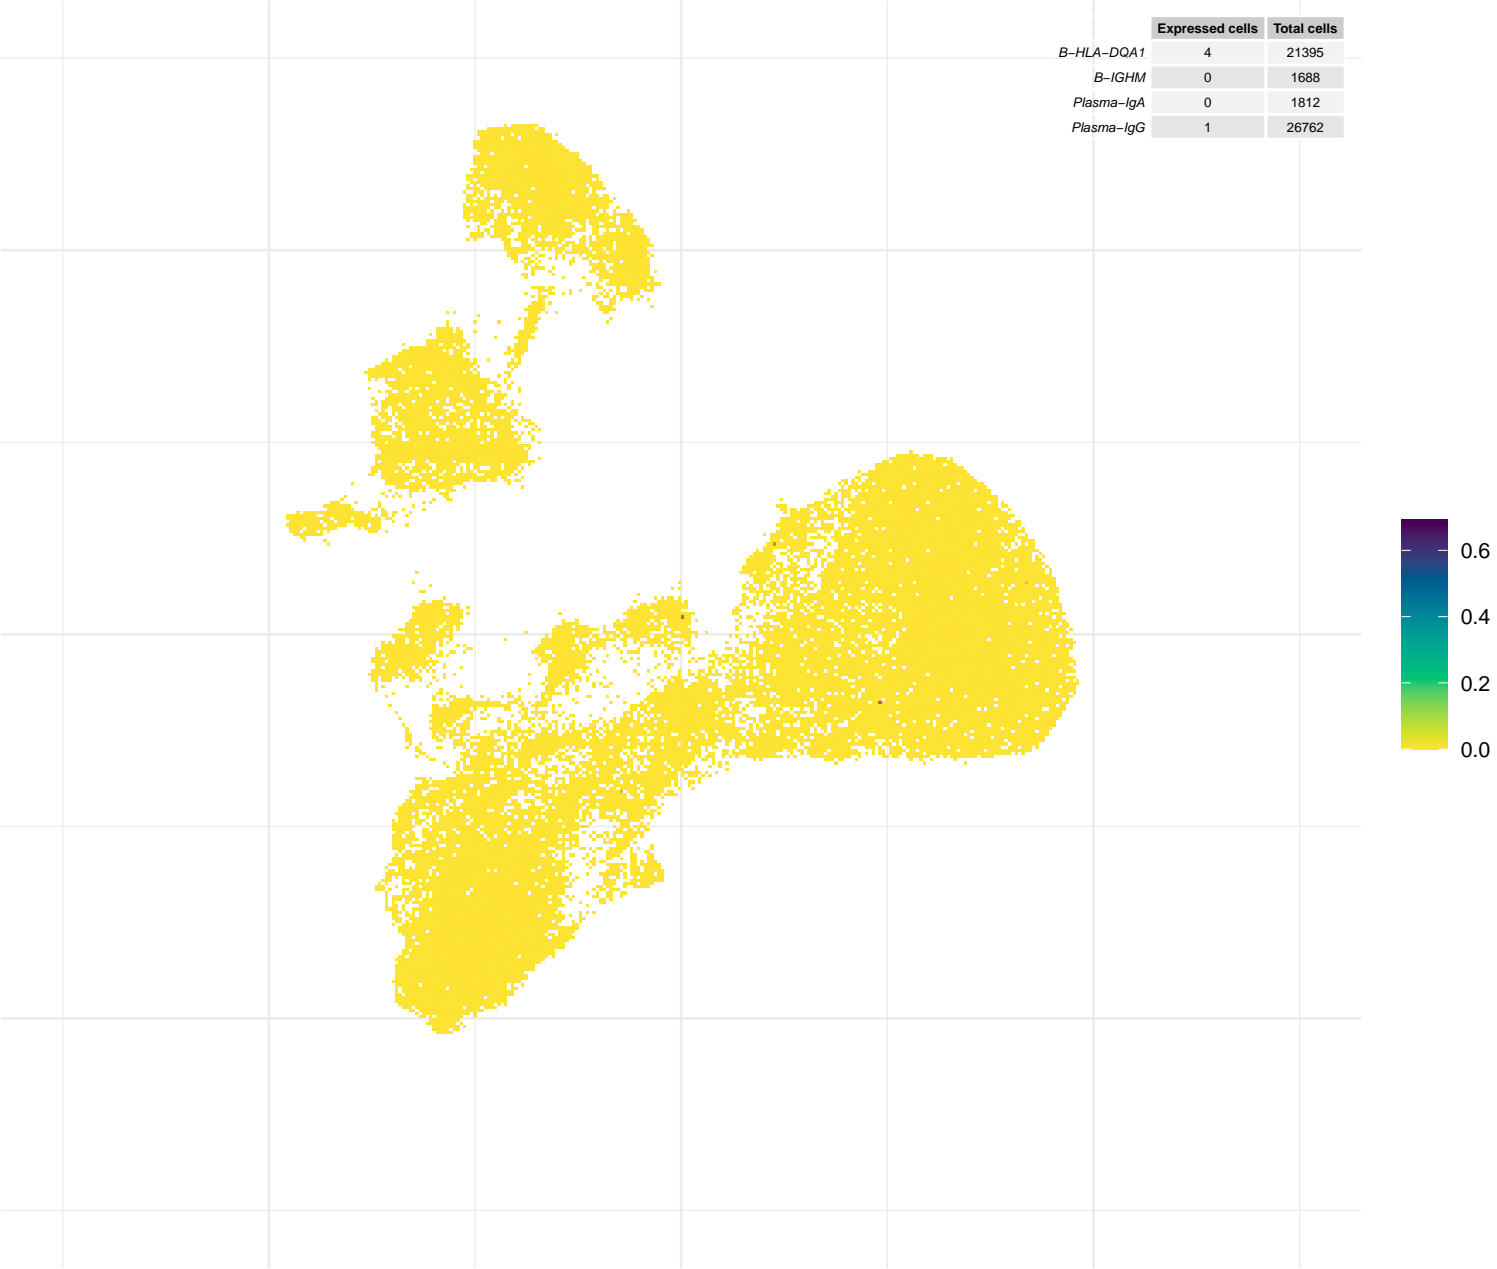 Expressed cells Total cells
B−HLA−DQA1 4 21395
B−IGHM 0 1688
Plasma−IgA 0 1812
Plasma−IgG 1 26762
0.6
0.4
0.2
0.0